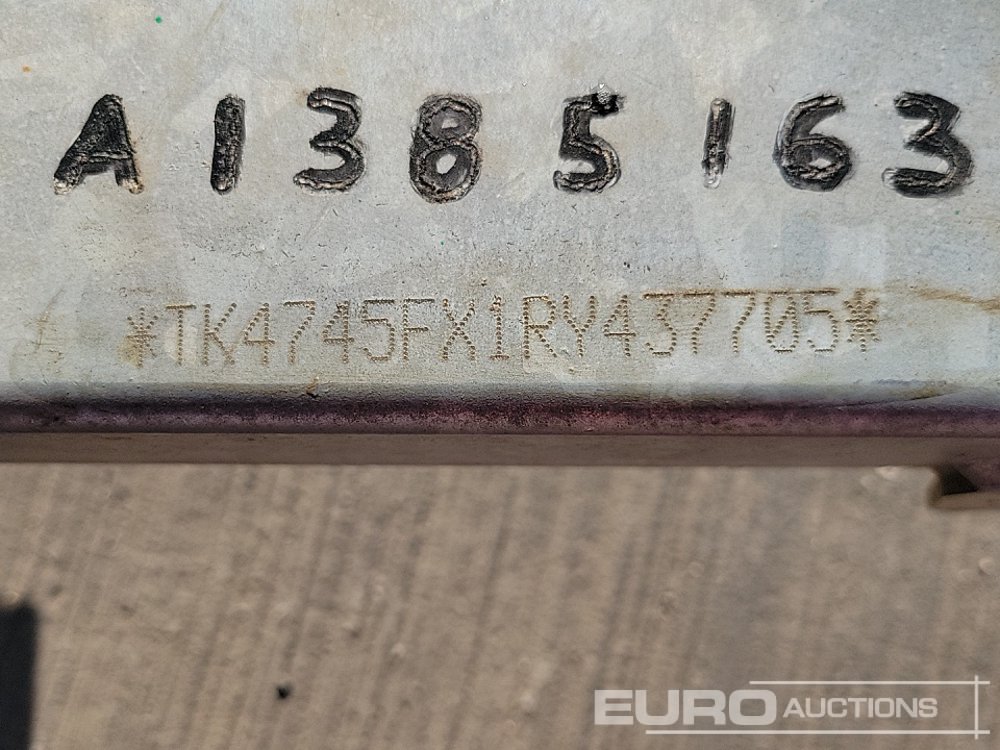 A1385163
*TK4745FX1RY437705*
EURO AUCTIONS